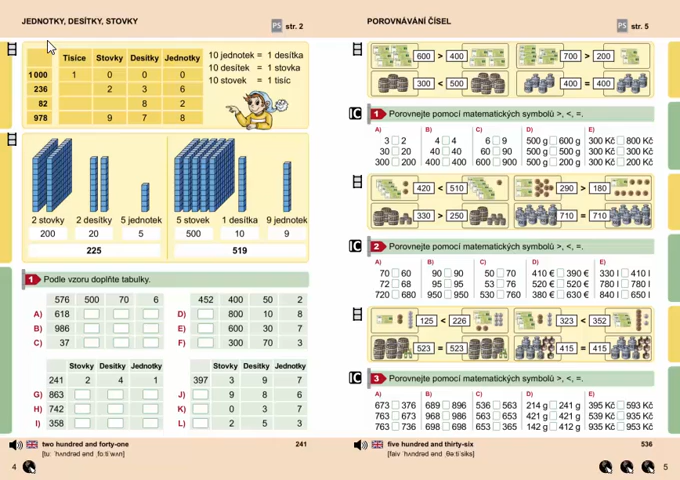 JEDNOTKY, DESÍTKY, STOVKY
PS str. 2
Tisíce Stovky Desítky Jednotky
1 000 1 0 0 0
236 2 3 6
82 8 2
978 9 7 8
10 jednotek = 1 desítka
10 desítek = 1 stovka
10 stovek = 1 tisíc
2 stovky 2 desítky 5 jednotek
200 20 5
225
5 stovek 1 desítka 9 jednotek
500 10 9
519
1 Podle vzoru doplňte tabulky.
576 500 70 6
A) 618
B) 986
C) 37
452 400 50 2
D) 800 10 8
E) 600 30 7
F) 300 70 3
Stovky Desítky Jednotky
241 2 4 1
G) 863
H) 742
I) 358
Stovky Desítky Jednotky
397 3 9 7
J) 9 8 6
K) 0 3 7
L) 2 5 3
two hundred and forty-one 241
4
POROVNÁVÁNÍ ČÍSEL
PS str. 5
600 > 400
700 > 200
300 < 500
400 = 400
1 Porovnejte pomocí matematických symbolů >, <, =.
A) B) C) D) E)
3 2 4 4 6 9 500 g 600 g 300 Kč 800 Kč
30 20 40 40 60 90 500 g 500 g 300 Kč 300 Kč
300 200 400 400 600 900 500 g 200 g 300 Kč 100 Kč
420 < 510
290 > 180
330 > 250
710 = 710
2 Porovnejte pomocí matematických symbolů >, <, =.
A) B) C) D) E)
70 60 90 90 50 70 410 € 390 € 330 l 410 l
72 68 95 95 53 76 520 € 520 € 780 l 780 l
720 680 950 950 530 760 380 € 630 € 840 l 650 l
125 < 226
323 < 352
523 = 523
415 = 415
3 Porovnejte pomocí matematických symbolů >, <, =.
A) B) C) D) E)
673 376 689 896 536 563 214 g 241 g 395 Kč 593 Kč
763 673 968 986 563 653 421 g 421 g 539 Kč 935 Kč
763 736 698 698 653 365 142 g 412 g 935 Kč 953 Kč
five hundred and thirty-six 536
5